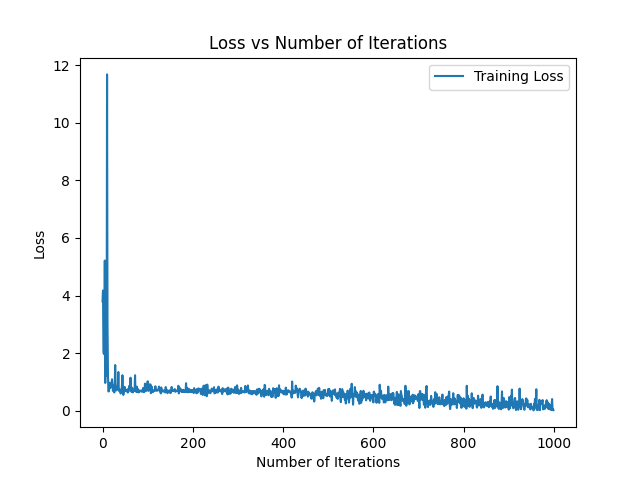 Loss vs Number of Iterations
Training Loss
12
10
8
6
4
2
0
Loss
0 200 400 600 800 1000
Number of Iterations